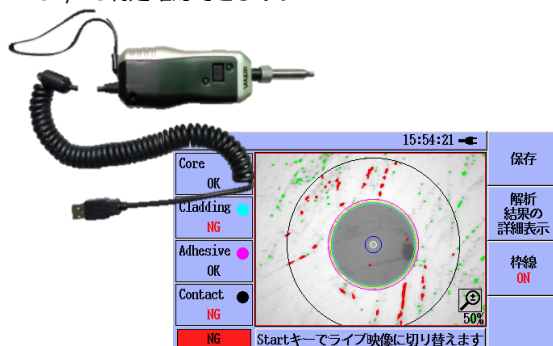 15:54:21
Core
OK
Cladding
NG
Adhesive
OK
Contact
NG
NG
50%
Startキーでライブ映像に切り替えます
保存
解析
結果の
詳細表示
枠線
ON